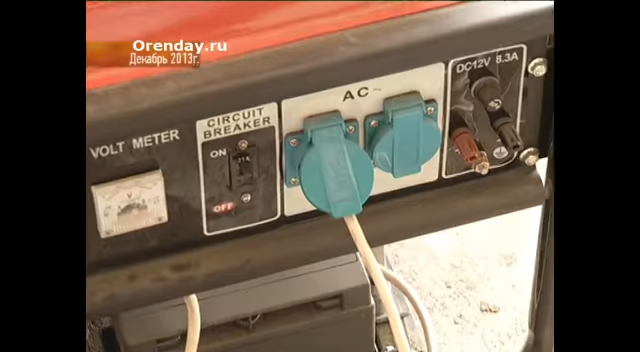 Orenday.ru
Декабрь 2013г.
VOLT METER
CIRCUIT
BREAKER
ON
OFF
AC~
DC12V 8.3A
V